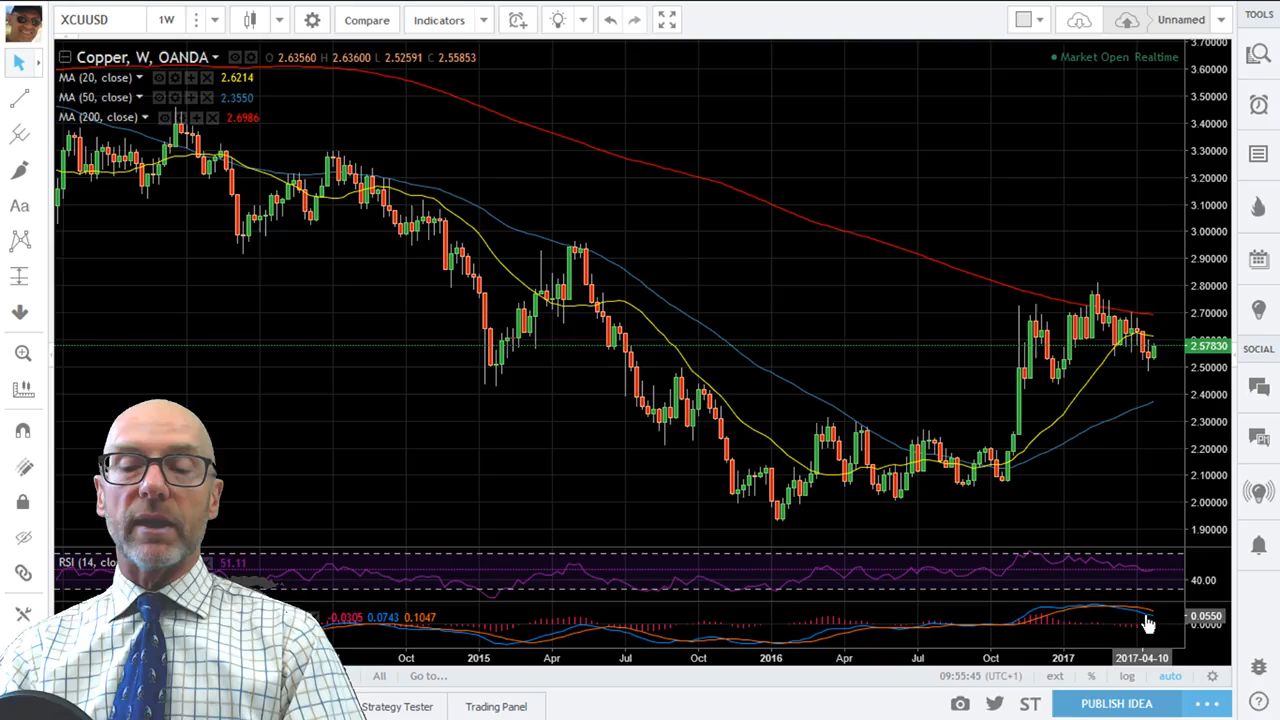 XCUUSD 1W Compare Indicators Unnamed TOOLS
Copper, W, OANDA O 2.63560 H 2.63600 L 2.52591 C 2.55853 Market Open Realtime
MA (20, close) 2.6214
MA (50, close) 2.3550
MA (200, close) 2.6986
3.70000
3.60000
3.50000
3.40000
3.30000
3.20000
3.10000
3.00000
2.90000
2.80000
2.70000
2.57830
2.50000
2.40000
2.30000
2.20000
2.10000
2.00000
1.90000
Aa
SOCIAL
RSI (14, clo 51.11
40.00
-0.0305 0.0743 0.1047
0.0550
0.0000
Oct 2015 Apr Jul Oct 2016 Apr Jul Oct 2017 2017-04-10
All Go to... 09:55:45 (UTC+1) ext % log auto
Strategy Tester Trading Panel ST PUBLISH IDEA